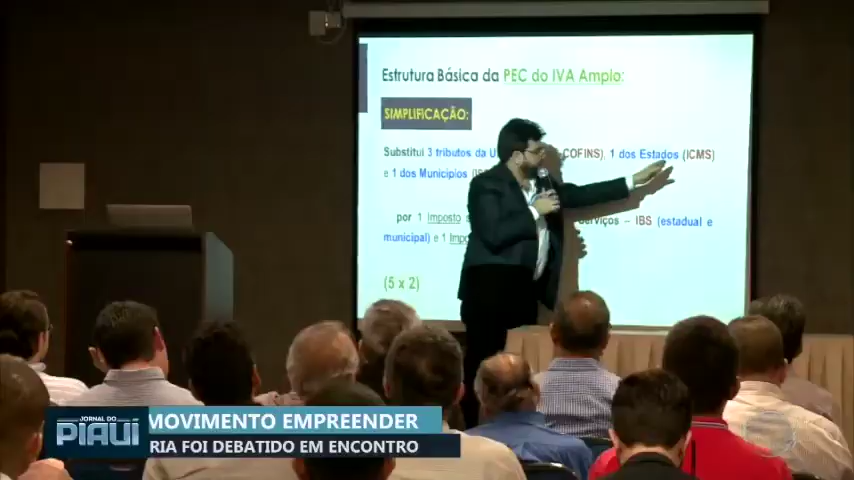 Estrutura Básica da PEC do IVA Amplo:
SIMPLIFICAÇÃO:
Substitui 3 tributos da COFINS), 1 dos Estados (ICMS)
e 1 dos Municípios
por 1 Imposto erviços – IBS (estadual e
municipal) e 1
(5 x 2)
JORNAL DO
PIAUÍ
MOVIMENTO EMPREENDER
RIA FOI DEBATIDO EM ENCONTRO